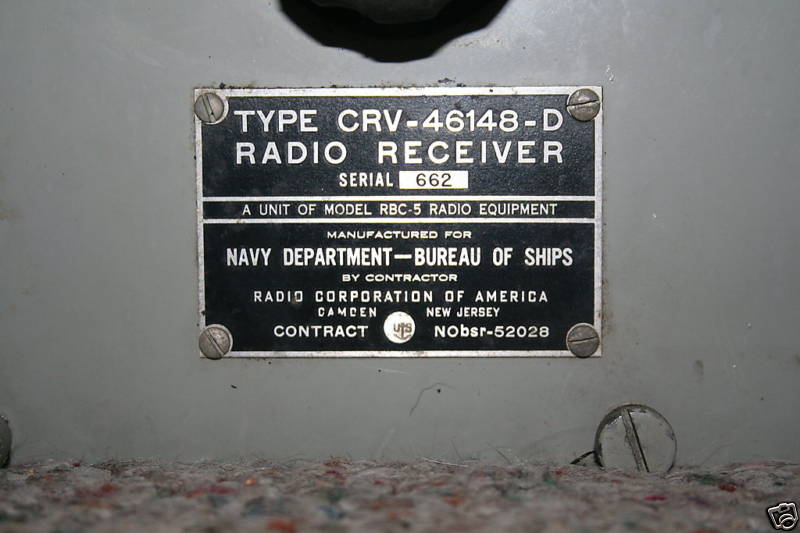 TYPE CRV-46148-D
RADIO RECEIVER
SERIAL 662
A UNIT OF MODEL RBC-5 RADIO EQUIPMENT
MANUFACTURED FOR
NAVY DEPARTMENT—BUREAU OF SHIPS
BY CONTRACTOR
RADIO CORPORATION OF AMERICA
CAMDEN NEW JERSEY
CONTRACT US NObsr-52028